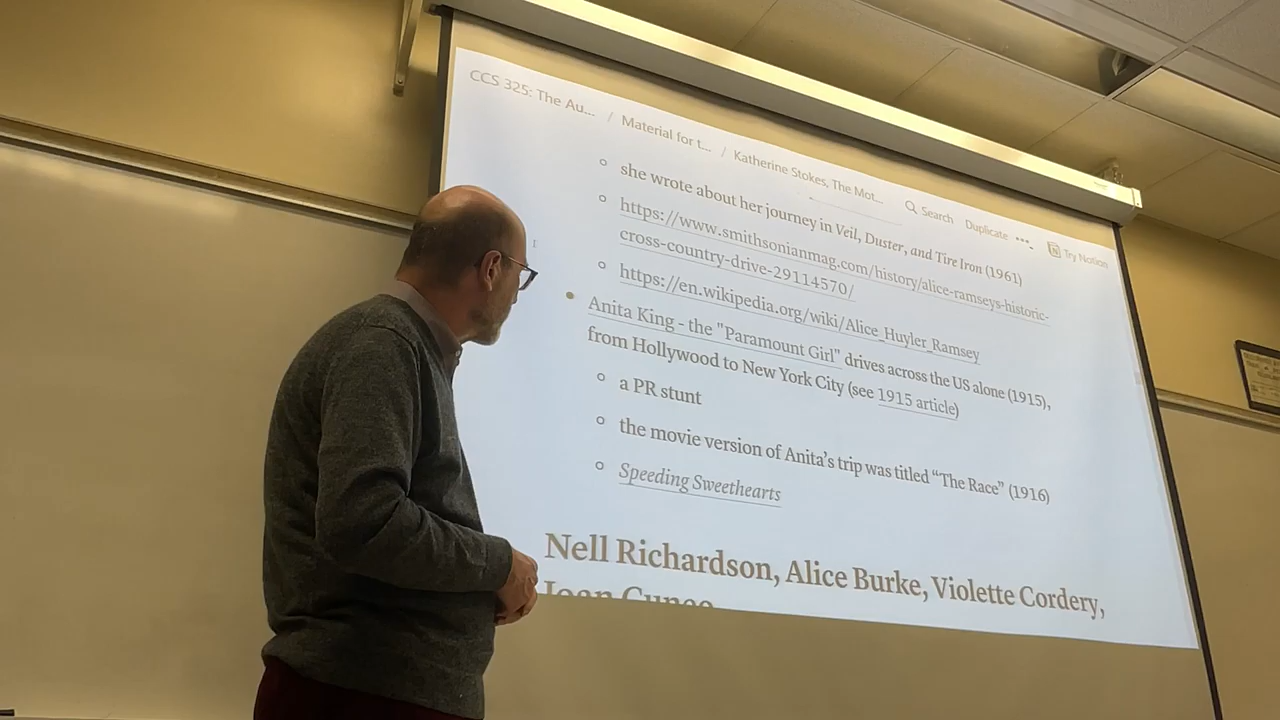 CCS 325: The Au... / Material for t... / Katherine Stokes, The Mot... Search Duplicate ••• Try Notion
she wrote about her journey in Veil, Duster, and Tire Iron (1961)
https://www.smithsonianmag.com/history/alice-ramseys-historic-
cross-country-drive-29114570/
https://en.wikipedia.org/wiki/Alice_Huyler_Ramsey
Anita King - the "Paramount Girl" drives across the US alone (1915),
from Hollywood to New York City (see 1915 article)
a PR stunt
the movie version of Anita’s trip was titled “The Race” (1916)
Speeding Sweethearts
Nell Richardson, Alice Burke, Violette Cordery,
Joan Cuneo